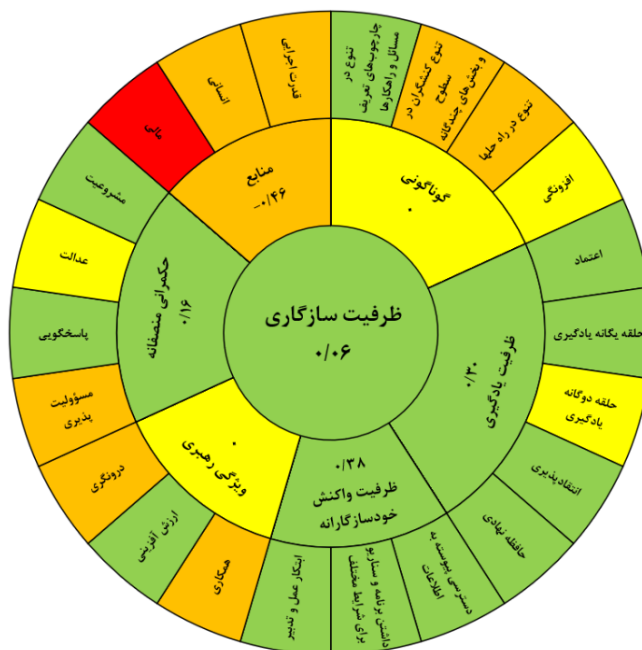 ظرفیت سازگاری
۰/۰۶
گوناگونی
۰
ظرفیت یادگیری
۰/۳۰
۰/۳۸
ظرفیت واکنش
خودسازگارانه
۰
ویژگی رهبری
حکمرانی منصفانه
۰/۱۶
منابع
-۰/۴۶
تنوع در
چارچوب‌های تعریف
مسائل و راهکارها
تنوع کنشگران در
سطوح
و بخش‌های چندگانه
تنوع در راه حلها
افزونگی
اعتماد
حلقه یگانه یادگیری
حلقه دوگانه
یادگیری
انتقادپذیری
حافظه نهادی
دسترسی پیوسته به
اطلاعات
داشتن برنامه و سناریو
برای شرایط مختلف
ابتکار عمل و تدبیر
همکاری
ارزش آفرینی
درونگری
مسؤولیت
پذیری
پاسخگویی
عدالت
مشروعیت
مالی
انسانی
قدرت اجرایی